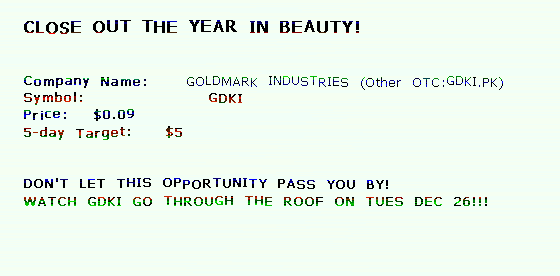 CLOSE OUT THE YEAR IN BEAUTY!
Company Name: GOLDMARK INDUSTRIES (Other OTC:GDKI.PK)
Symbol: GDKI
Price: $0.09
5-day Target: $5
DON'T LET THIS OPPORTUNITY PASS YOU BY!
WATCH GDKI GO THROUGH THE ROOF ON TUES DEC 26!!!